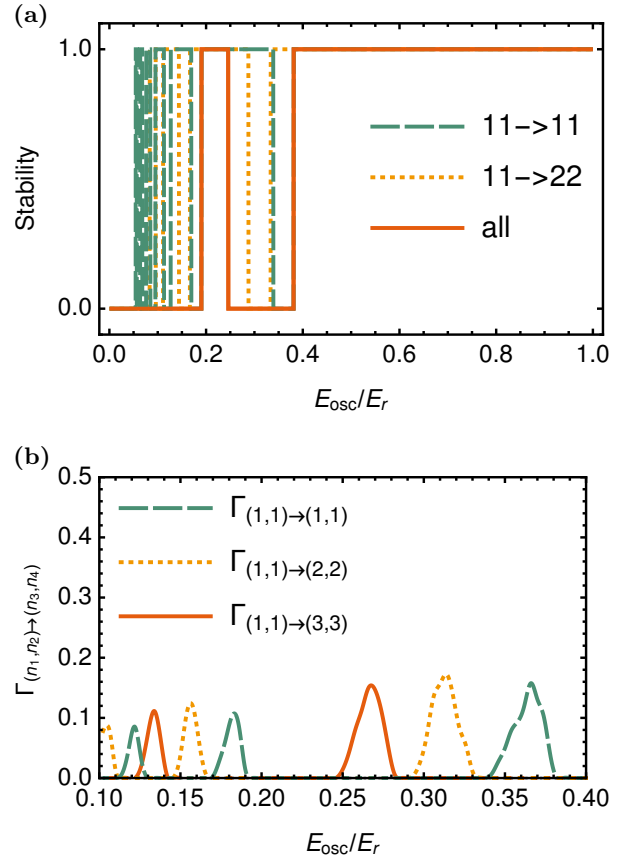 (a)
1.0
0.0
Stability
11->11
11->22
all
0.0 0.2 0.4 0.6 0.8 1.0
E_osc/E_r
(b)
0.5
0.4
0.3
0.2
0.1
0.0
Γ_(n₁,n₂)→(n₃,n₄)
Γ_(1,1)→(1,1)
Γ_(1,1)→(2,2)
Γ_(1,1)→(3,3)
0.10 0.15 0.20 0.25 0.30 0.35 0.40
E_osc/E_r